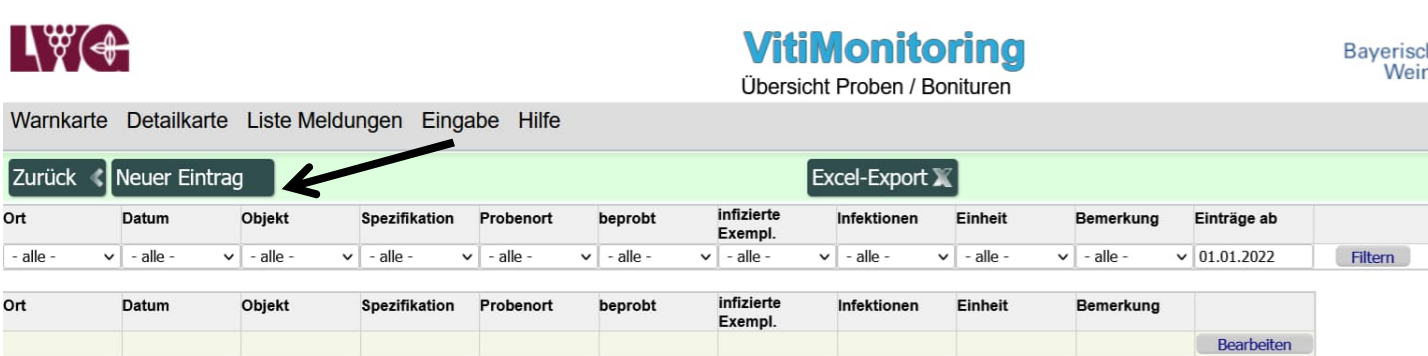 LWG
VitiMonitoring
Bayerisch
Übersicht Proben / Bonituren
Wein
Warnkarte Detailkarte Liste Meldungen Eingabe Hilfe
Zurück Neuer Eintrag Excel-Export X
Ort Datum Objekt Spezifikation Probenort beprobt infizierte Exempl. Infektionen Einheit Bemerkung Einträge ab
- alle - - alle - - alle - - alle - - alle - - alle - - alle - - alle - - alle - - alle - 01.01.2022 Filtern
Ort Datum Objekt Spezifikation Probenort beprobt infizierte Exempl. Infektionen Einheit Bemerkung
Bearbeiten